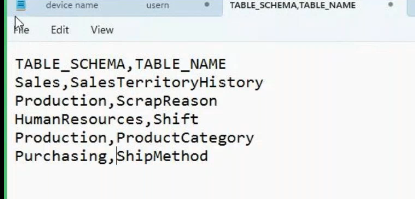 device name
usern
TABLE_SCHEMA,TABLE_NAME
File Edit View
TABLE_SCHEMA,TABLE_NAME
Sales,SalesTerritoryHistory
Production,ScrapReason
HumanResources,Shift
Production,ProductCategory
Purchasing,ShipMethod